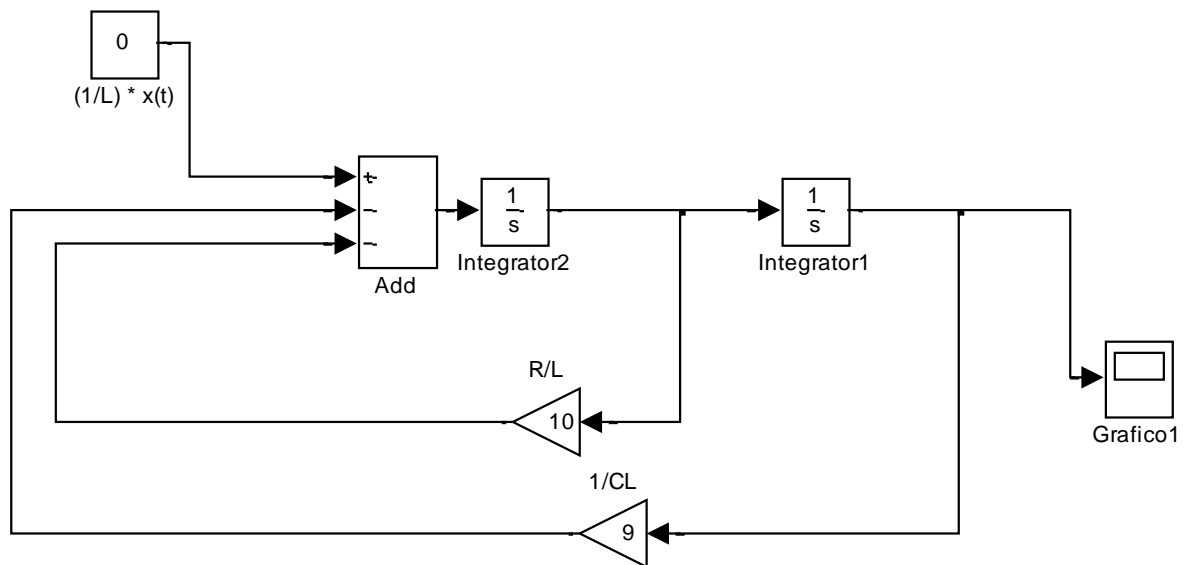 0
(1/L) * x(t)
+
−
−
Add
1
s
Integrator2
1
s
Integrator1
R/L
10
Grafico1
1/CL
9